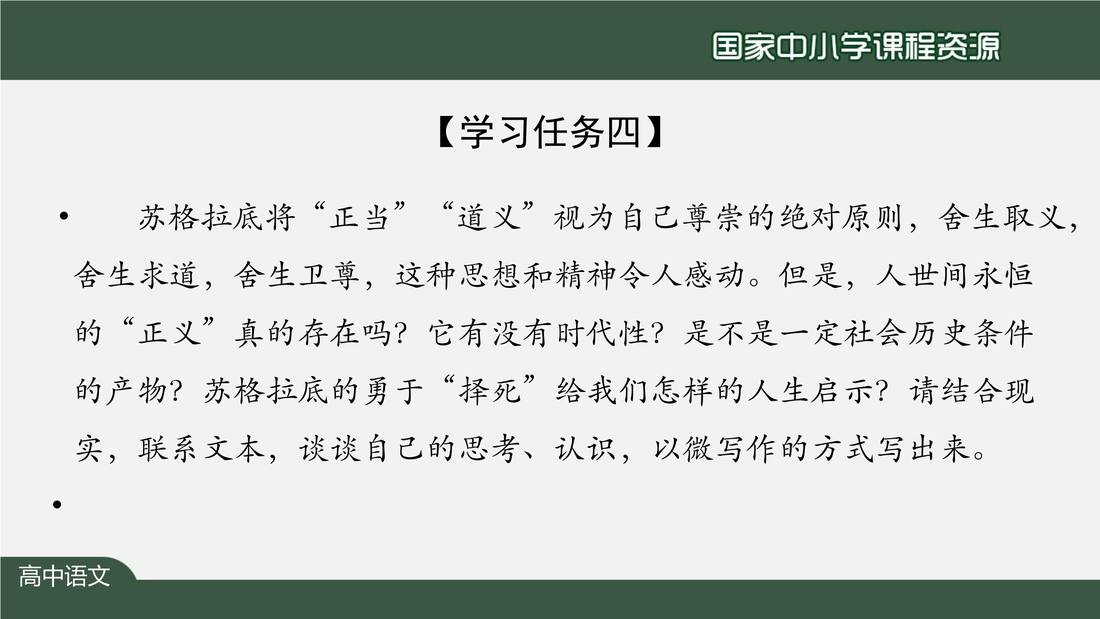 国家中小学课程资源
【学习任务四】
• 苏格拉底将“正当”“道义”视为自己尊崇的绝对原则，舍生取义，
舍生求道，舍生卫尊，这种思想和精神令人感动。但是，人世间永恒
的“正义”真的存在吗？它有没有时代性？是不是一定社会历史条件
的产物？苏格拉底的勇于“择死”给我们怎样的人生启示？请结合现
实，联系文本，谈谈自己的思考、认识，以微写作的方式写出来。
•
高中语文